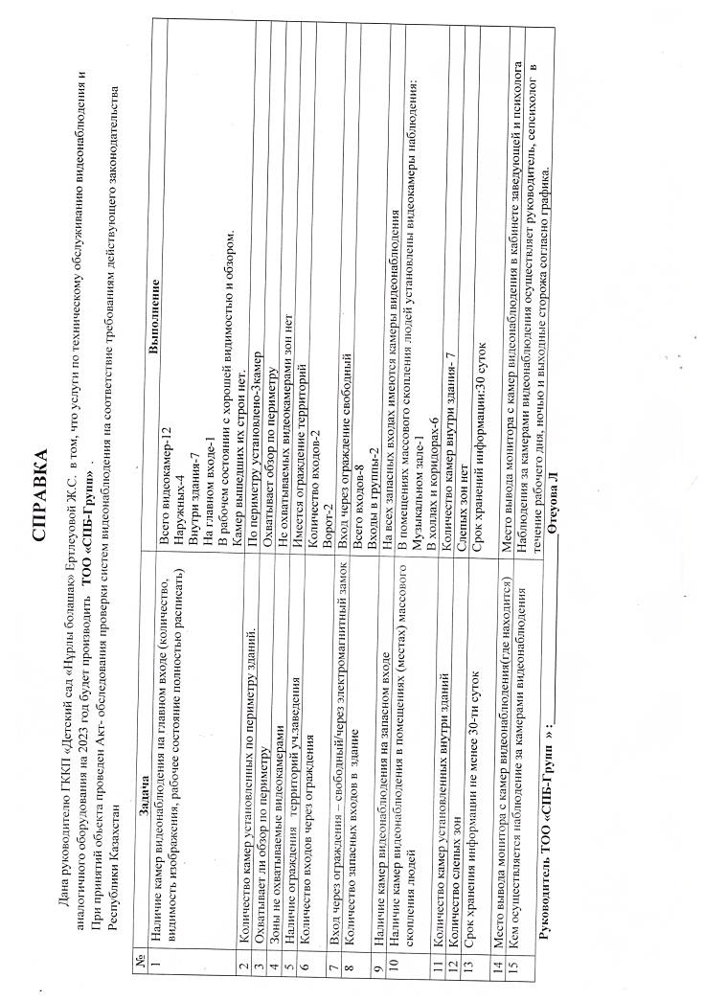 СПРАВКА
Дана руководителю ГККП «Детский сад «Нұрлы болашақ» Ертлеуовой Ж.С. в том, что услуги по техническому обслуживанию видеонаблюдения и
аналогичного оборудования на 2023 год будет производить ТОО «СПБ-Групп» .
При принятий обьекта проведен Акт- обследования проверки систем видеонаблюдения на соответствие требованиям действующего законодательства
Республики Казахстан
№ Задача Выполнение
1 Наличие камер видеонаблюдения на главном входе (количество,
видимость изображения, рабочее состояние полностью расписать)
Всего видеокамер-12
Наружных-4
Внутри здания-7
На главном входе-1
В рабочем состоянии с хорошей видимостью и обзором.
Камер вышедших их строи нет.
2 Количество камер установленных по периметру зданий. По периметру установлено-3камер
3 Охватывает ли обзор по периметру Охватывает обзор по периметру
4 Зоны не охватываемые видеокамерами Не охватываемых видеокамерами зон нет
5 Наличие ограждения территорий уч.заведения Имеется ограждение территорий
6 Количество входов через ограждения Количество входов-2
Ворот-2
7 Вход через ограждения – свободный/через электромагнитный замок Вход через ограждение свободный
8 Количество запасных входов в здание Всего входов-8
Входы в группы-2
9 Наличие камер видеонаблюдения на запасном входе На всех запасных входах имеются камеры видеонаблюдения
10 Наличие камер видеонаблюдения в помещениях (местах) массового
скопления людей
В помещениях массового скопления людей установлены видеокамеры наблюдения:
Музыкальном зале-1
В холлах и коридорах-6
11 Количество камер установленных внутри зданий Количество камер внутри здания- 7
12 Количество слепых зон Слепых зон нет
13 Срок хранения информации не менее 30-ти суток Срок хранений информации:30 суток
14 Место вывода монитора с камер видеонаблюдения(где находится) Место вывода монитора с камер видеонаблюдения в кабинете заведующей и психолога
15 Кем осуществляется наблюдение за камерами видеонаблюдения Наблюдения за камерами видеонаблюдения осуществляет руководитель, сепсихолог в
течение рабочего дня, ночью и выходные сторожа согласно графика.
Руководитель ТОО «СПБ-Групп » : Отеуова Л